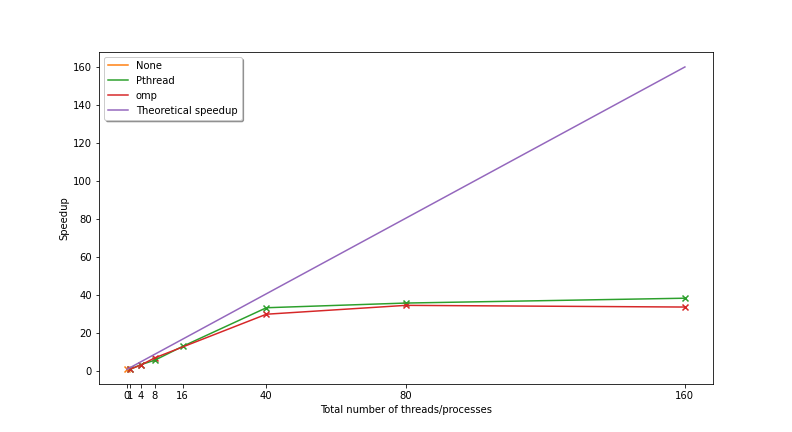 None
Pthread
omp
Theoretical speedup
160
140
120
100
80
60
40
20
0
Speedup
0 1 4 8 16 40 80 160
Total number of threads/processes